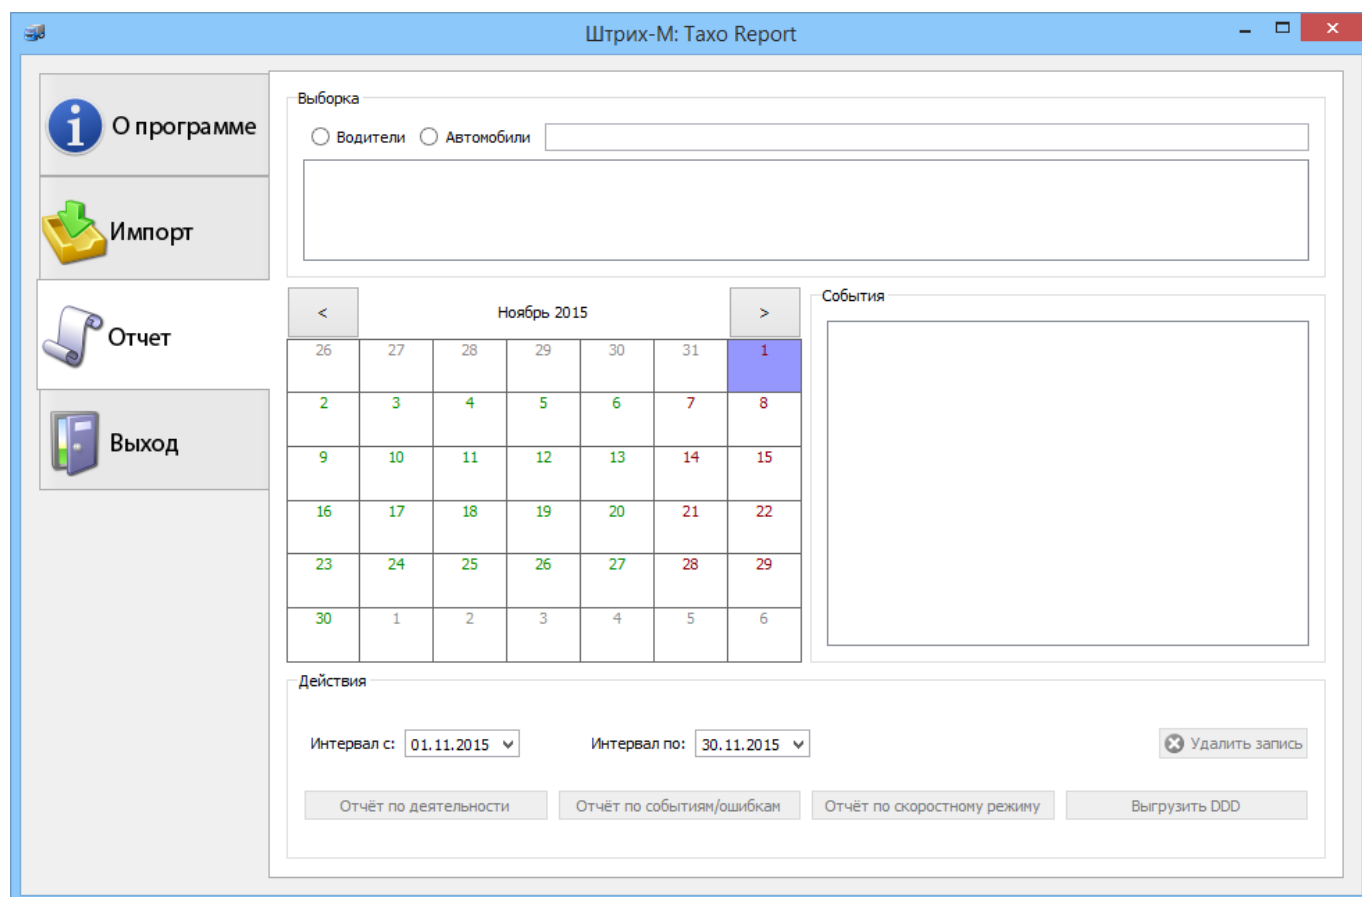 Штрих-М: Taxo Report
О программе
Импорт
Отчет
Выход
Выборка
Водители Автомобили
< Ноябрь 2015 >
26 27 28 29 30 31 1
2 3 4 5 6 7 8
9 10 11 12 13 14 15
16 17 18 19 20 21 22
23 24 25 26 27 28 29
30 1 2 3 4 5 6
События
Действия
Интервал с: 01.11.2015 Интервал по: 30.11.2015 Удалить запись
Отчёт по деятельности Отчёт по событиям/ошибкам Отчёт по скоростному режиму Выгрузить DDD